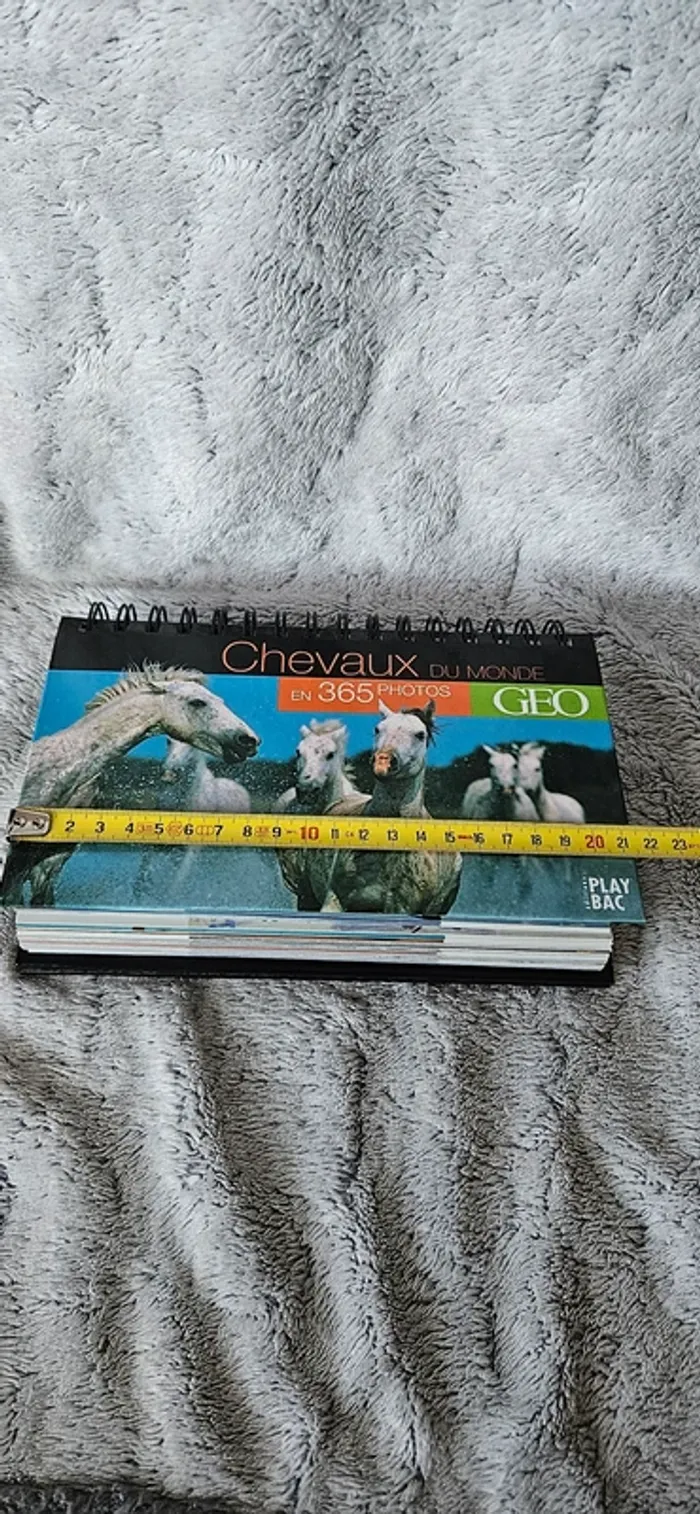 Chevaux DU MONDE
EN 365 PHOTOS
GEO
2 3 4 5 6 7 8 9 10 11 12 13 14 15 16 17 18 19 20 21 22 23
PLAY
BAC